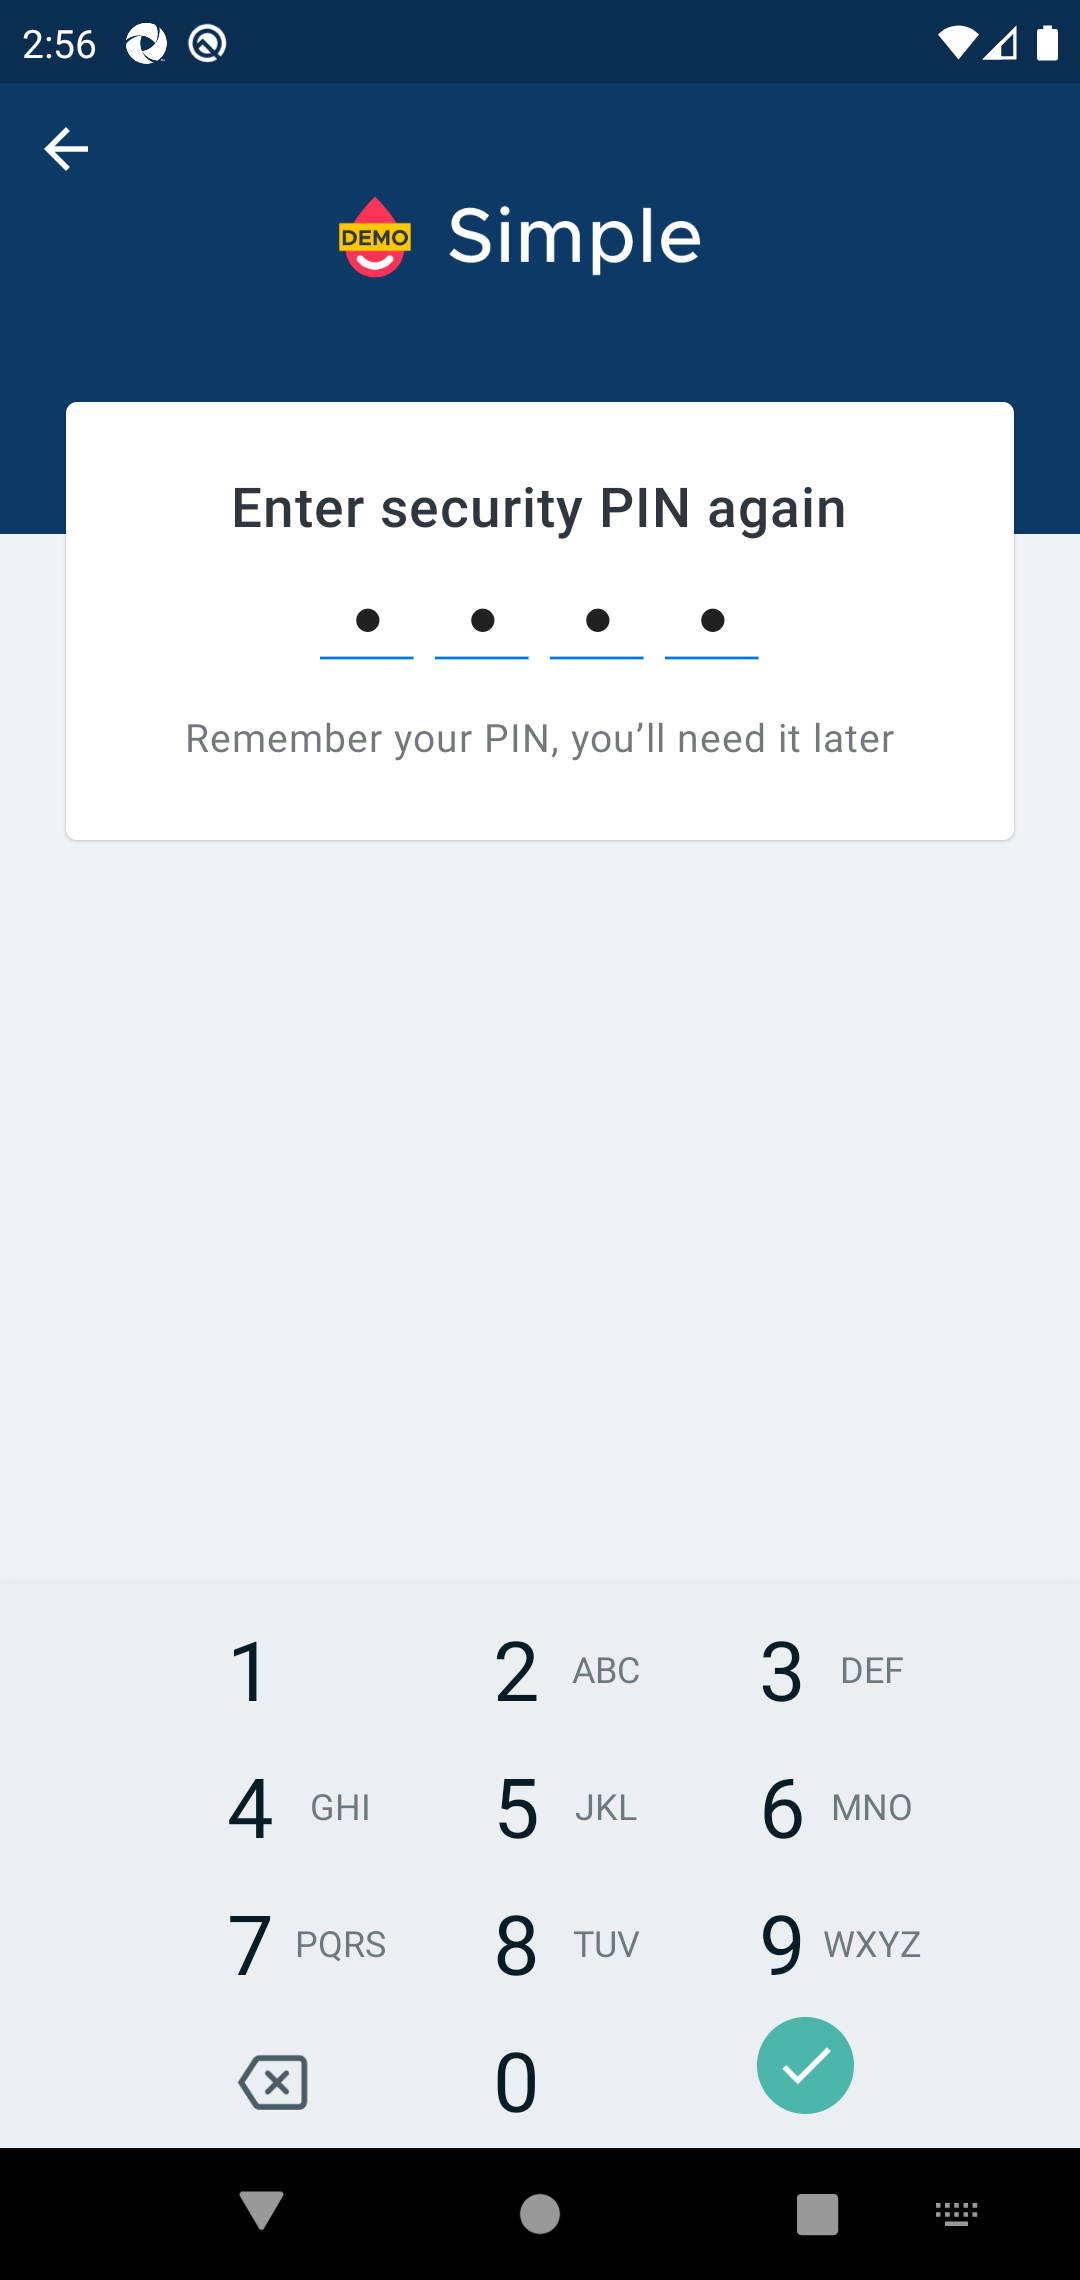 2:56
DEMO Simple
Enter security PIN again
Remember your PIN, you’ll need it later
1
2 ABC
3 DEF
4 GHI
5 JKL
6 MNO
7 PQRS
8 TUV
9 WXYZ
0